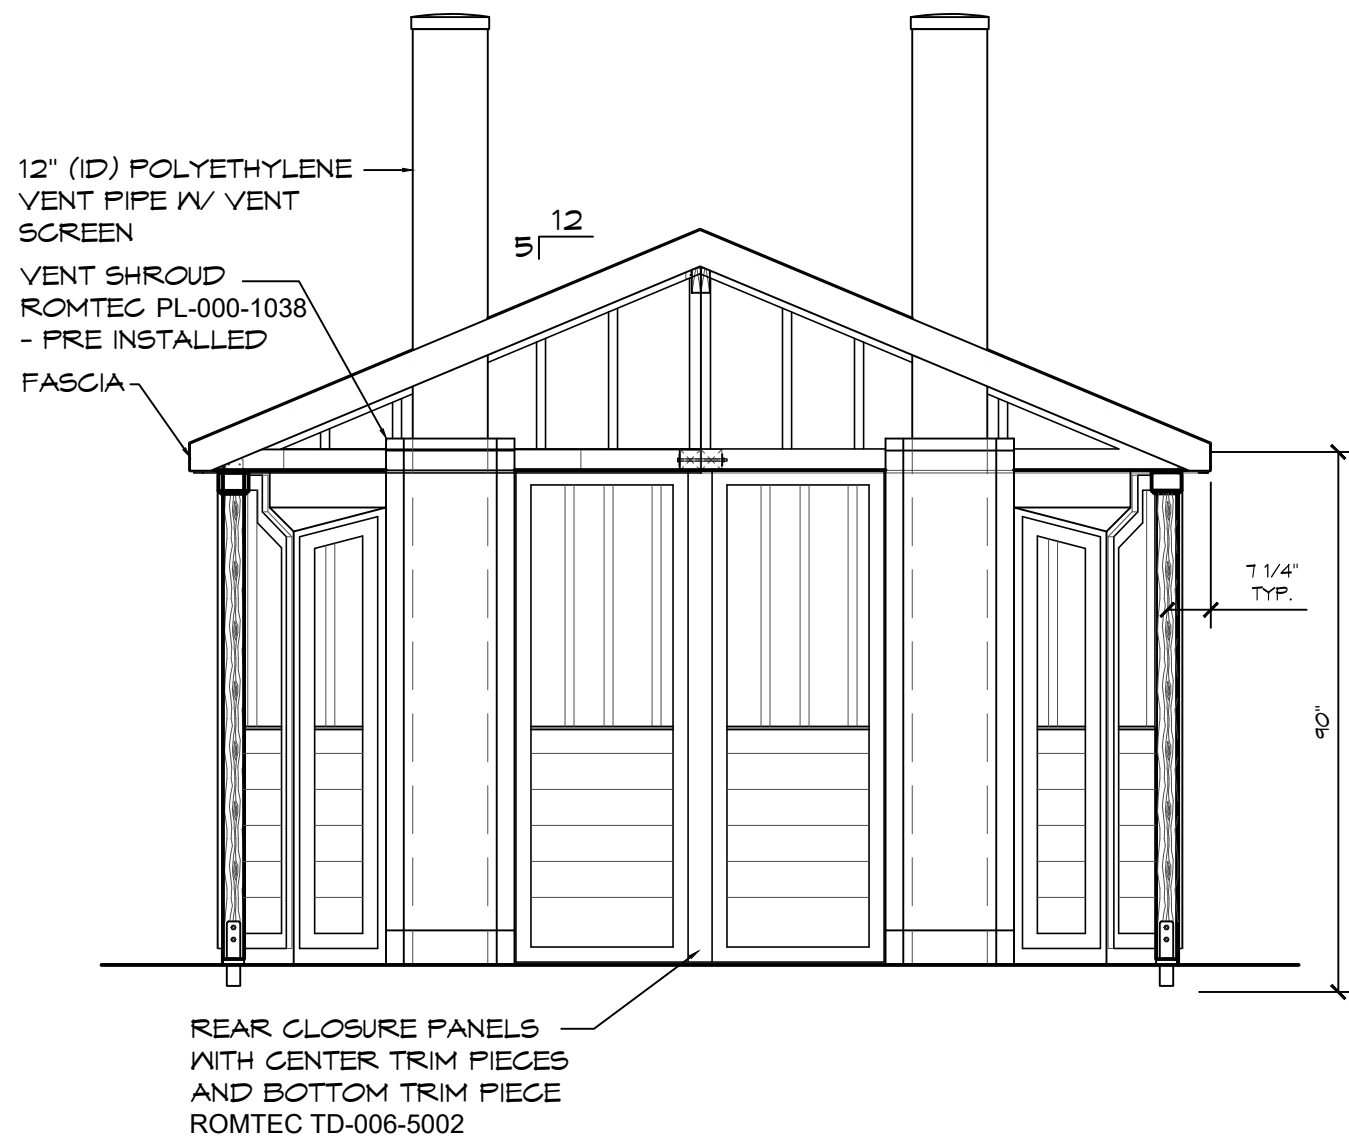 12" (ID) POLYETHYLENE
VENT PIPE W/ VENT
SCREEN
VENT SHROUD
ROMTEC PL-000-1038
- PRE INSTALLED
FASCIA
12
5
7 1/4"
TYP.
90"
REAR CLOSURE PANELS
WITH CENTER TRIM PIECES
AND BOTTOM TRIM PIECE
ROMTEC TD-006-5002